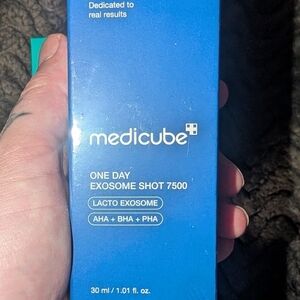 Dedicated to
real results
medicube
ONE DAY
EXOSOME SHOT 7500
LACTO EXOSOME
AHA + BHA + PHA
30 ml / 1.01 fl. oz.